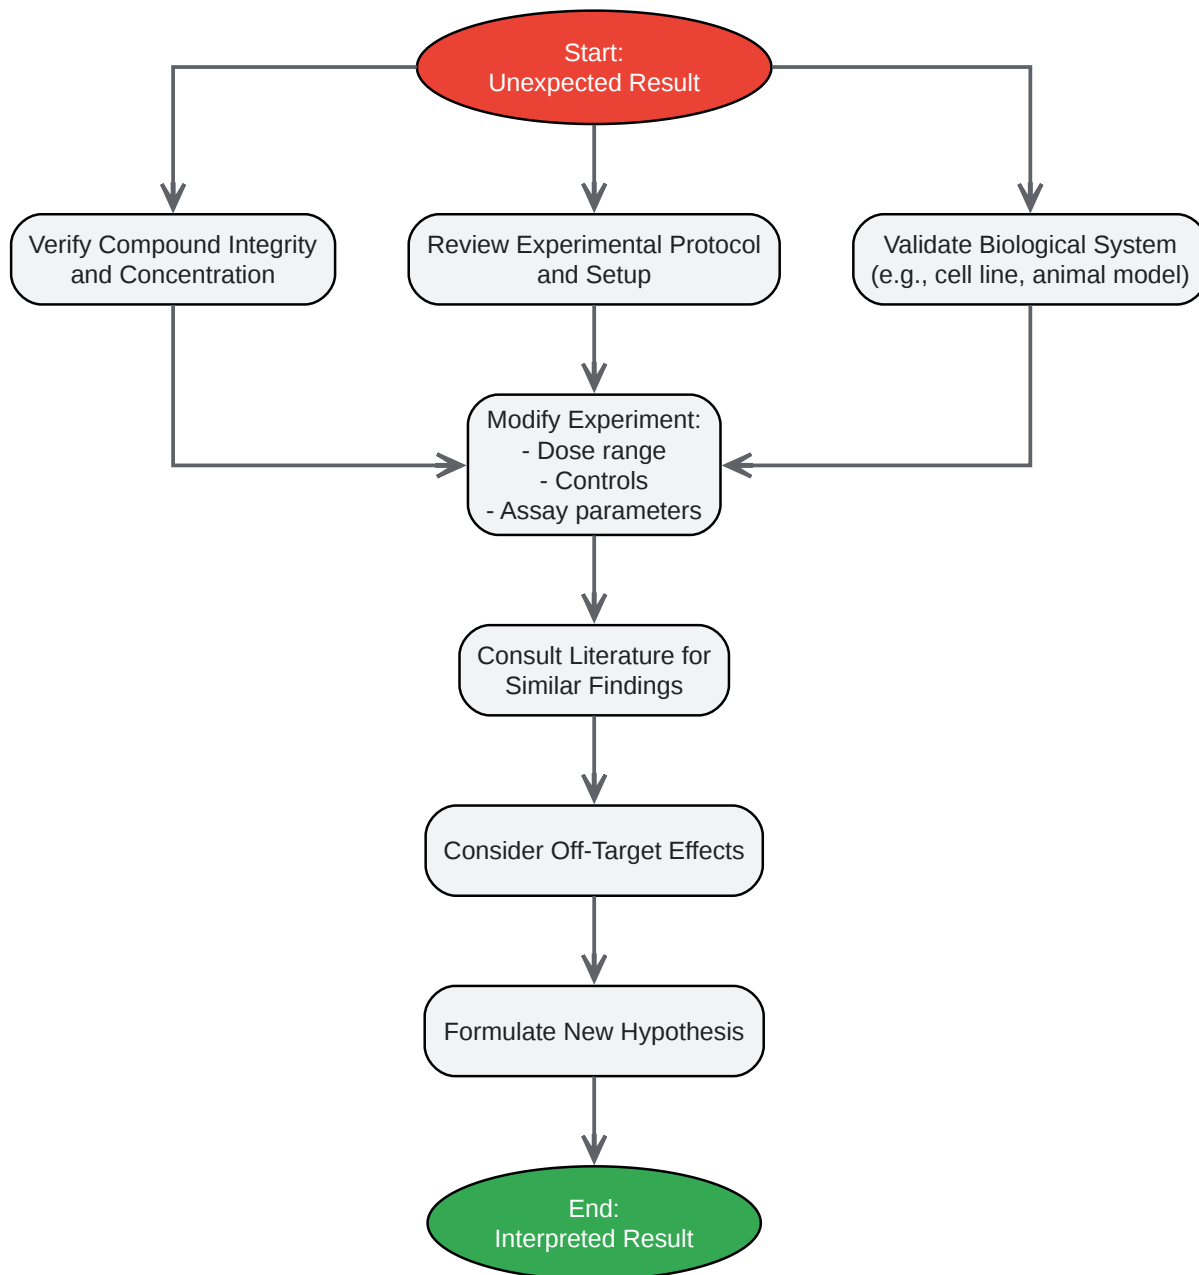 Start:
Unexpected Result
Verify Compound Integrity
and Concentration
Review Experimental Protocol
and Setup
Validate Biological System
(e.g., cell line, animal model)
Modify Experiment:
- Dose range
- Controls
- Assay parameters
Consult Literature for
Similar Findings
Consider Off-Target Effects
Formulate New Hypothesis
End:
Interpreted Result